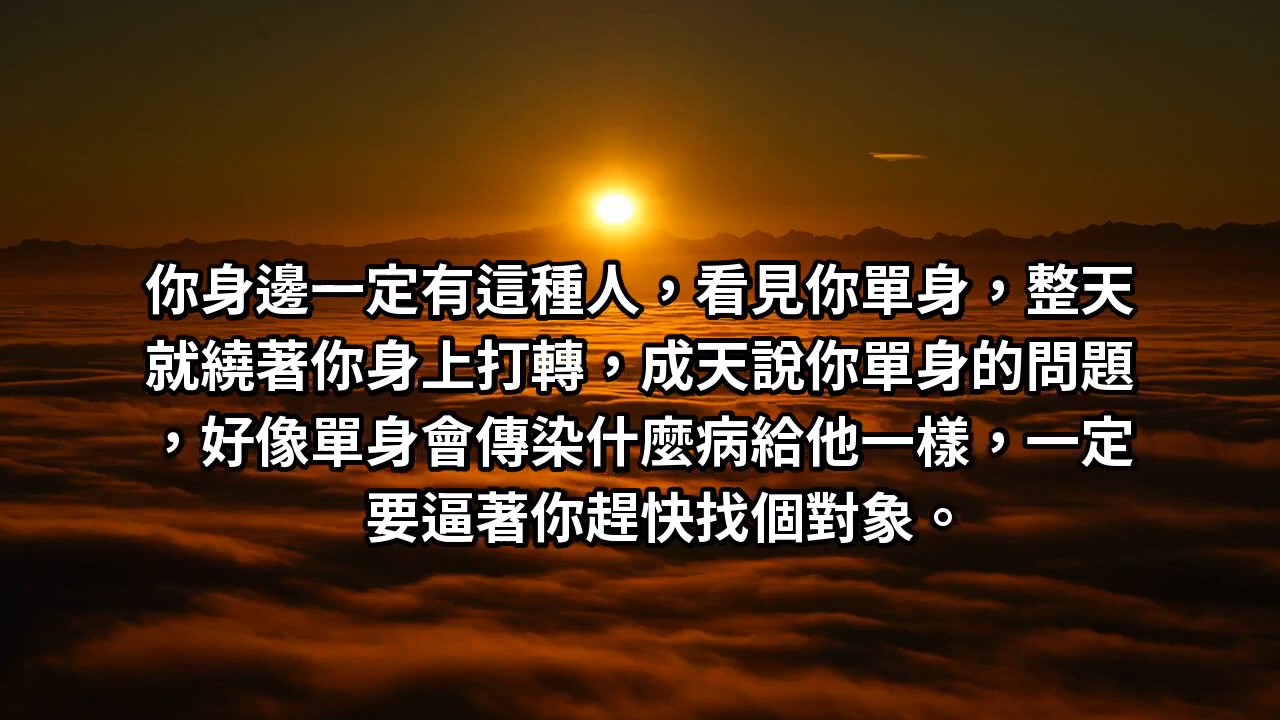 你身邊一定有這種人，看見你單身，整天
就繞著你身上打轉，成天說你單身的問題
，好像單身會傳染什麼病給他一樣，一定
要逼著你趕快找個對象。